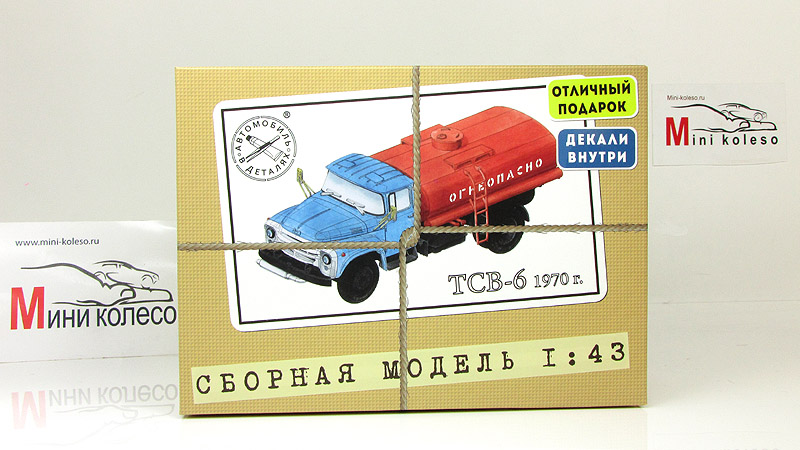 ОТЛИЧНЫЙ
ПОДАРОК
ДЕКАЛИ
ВНУТРИ
АВТОМОБИЛЬ
В ДЕТАЛЯХ
®
ОГНЕОПАСНО
ТСВ-6 1970 г.
СБОРНАЯ МОДЕЛЬ 1:43
www.mini-koleso.ru
Мини колесо
Mini-koleso.ru
Mini koleso